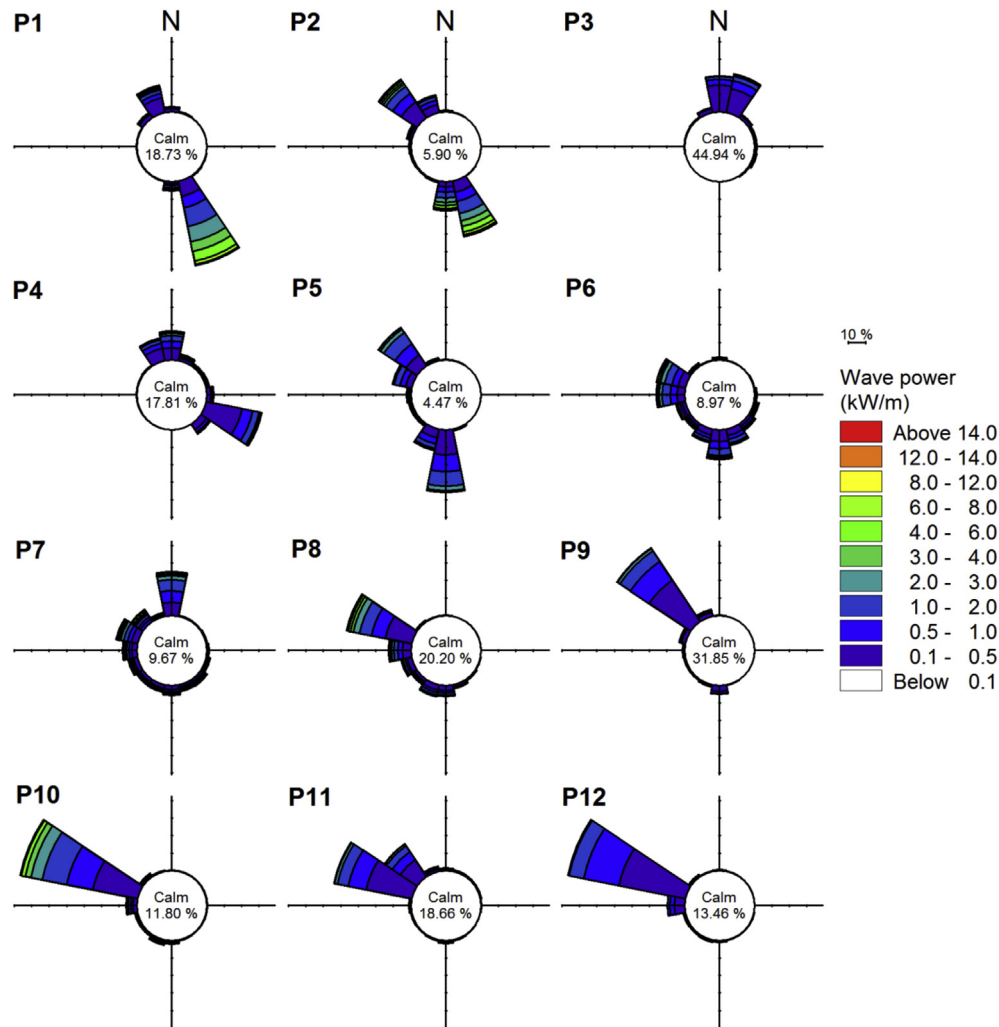 P1
N
Calm
18.73 %
P2
N
Calm
5.90 %
P3
N
Calm
44.94 %
P4
Calm
17.81 %
P5
Calm
4.47 %
P6
Calm
8.97 %
P7
Calm
9.67 %
P8
Calm
20.20 %
P9
Calm
31.85 %
P10
Calm
11.80 %
P11
Calm
18.66 %
P12
Calm
13.46 %
10 %
Wave power
(kW/m)
Above 14.0
12.0 - 14.0
8.0 - 12.0
6.0 - 8.0
4.0 - 6.0
3.0 - 4.0
2.0 - 3.0
1.0 - 2.0
0.5 - 1.0
0.1 - 0.5
Below 0.1